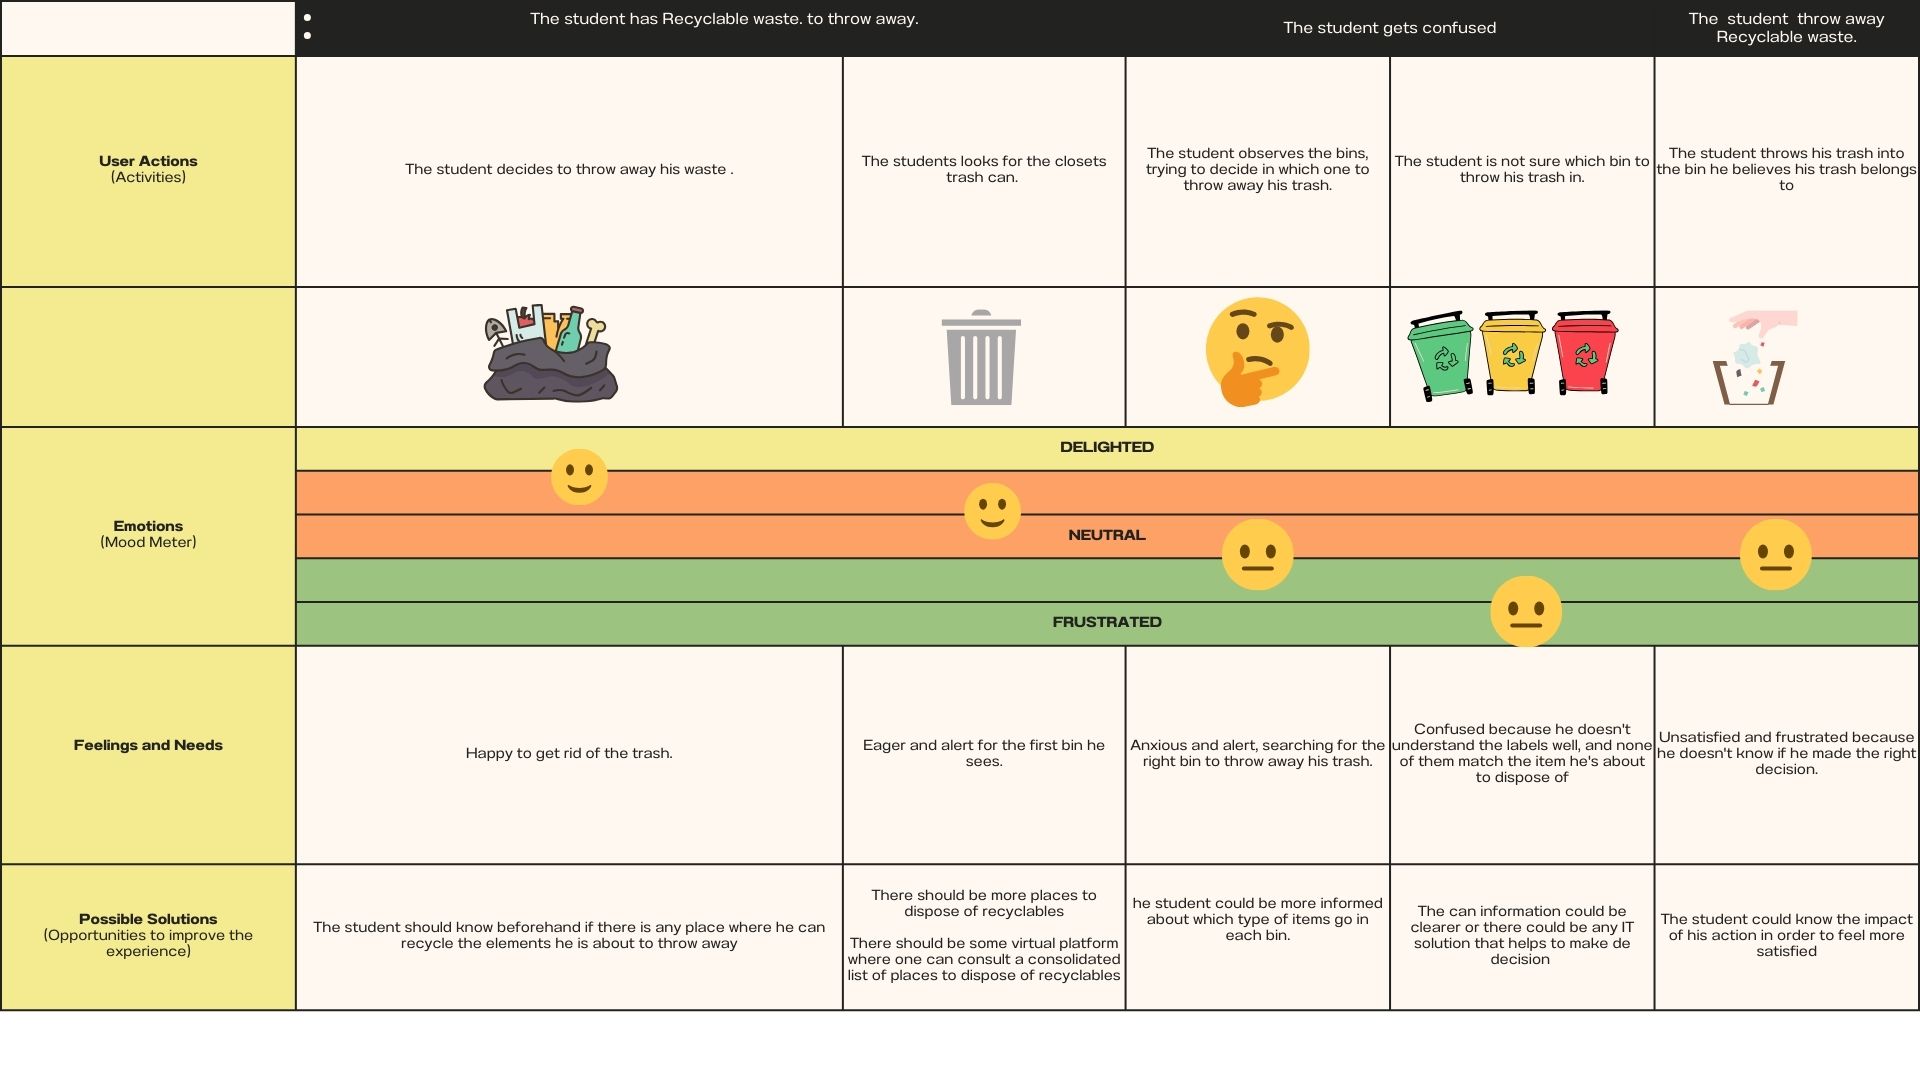 The student has Recyclable waste. to throw away.
The student gets confused
The  student  throw away
Recyclable waste.
User Actions
(Activities)
The student decides to throw away his waste .
The students looks for the closets
trash can.
The student observes the bins,
trying to decide in which one to
throw away his trash.
The student is not sure which bin to
throw his trash in.
The student throws his trash into
the bin he believes his trash belongs
to
Emotions
(Mood Meter)
DELIGHTED
NEUTRAL
FRUSTRATED
Feelings and Needs
Happy to get rid of the trash.
Eager and alert for the first bin he
sees.
Anxious and alert, searching for the
right bin to throw away his trash.
Confused because he doesn't
understand the labels well, and none
of them match the item he's about
to dispose of
Unsatisfied and frustrated because
he doesn't know if he made the right
decision.
Possible Solutions
(Opportunities to improve the
experience)
The student should know beforehand if there is any place where he can
recycle the elements he is about to throw away
There should be more places to
dispose of recyclables
There should be some virtual platform
where one can consult a consolidated
list of places to dispose of recyclables
he student could be more informed
about which type of items go in
each bin.
The can information could be
clearer or there could be any IT
solution that helps to make de
decision
The student could know the impact
of his action in order to feel more
satisfied